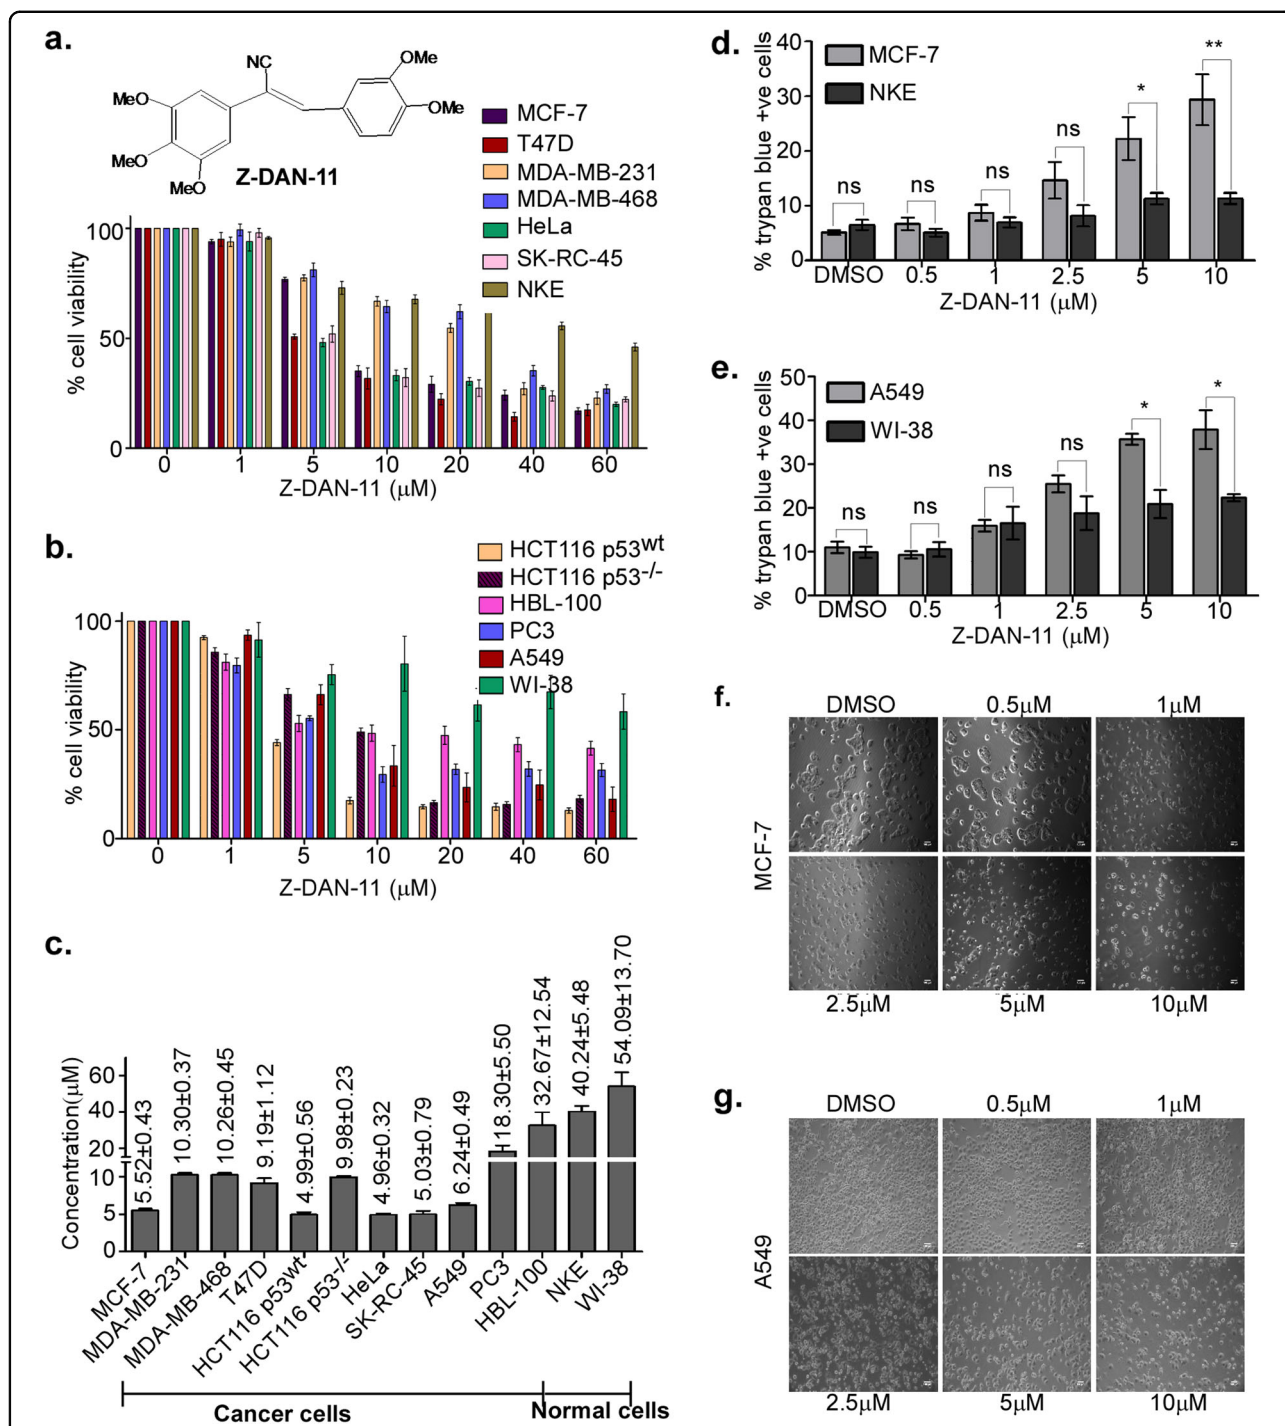 a.
NC
OMe
OMe
MeO
MeO
MeO
Z-DAN-11
MCF-7
T47D
MDA-MB-231
MDA-MB-468
HeLa
SK-RC-45
NKE
% cell viability
100
50
0
0 1 5 10 20 40 60
Z-DAN-11 (μM)
b.
HCT116 p53wt
HCT116 p53-/-
HBL-100
PC3
A549
WI-38
% cell viability
100
50
0
0 1 5 10 20 40 60
Z-DAN-11 (μM)
c.
Concentration(μM)
60
40
20
10
5
0
5.52±0.43
10.30±0.37
10.26±0.45
9.19±1.12
4.99±0.56
9.98±0.23
4.96±0.32
5.03±0.79
6.24±0.49
18.30±5.50
32.67±12.54
40.24±5.48
54.09±13.70
MCF-7
MDA-MB-231
MDA-MB-468
T47D
HCT116 p53wt
HCT116 p53-/-
HeLa
SK-RC-45
A549
PC3
HBL-100
NKE
WI-38
Cancer cells
Normal cells
d.
% trypan blue +ve cells
40
30
20
10
0
MCF-7
NKE
ns ns ns ns * **
DMSO 0.5 1 2.5 5 10
Z-DAN-11 (μM)
e.
% trypan blue +ve cells
50
40
30
20
10
0
A549
WI-38
ns ns ns ns * *
DMSO 0.5 1 2.5 5 10
Z-DAN-11 (μM)
f.
DMSO 0.5μM 1μM
MCF-7
2.5μM 5μM 10μM
g.
DMSO 0.5μM 1μM
A549
2.5μM 5μM 10μM